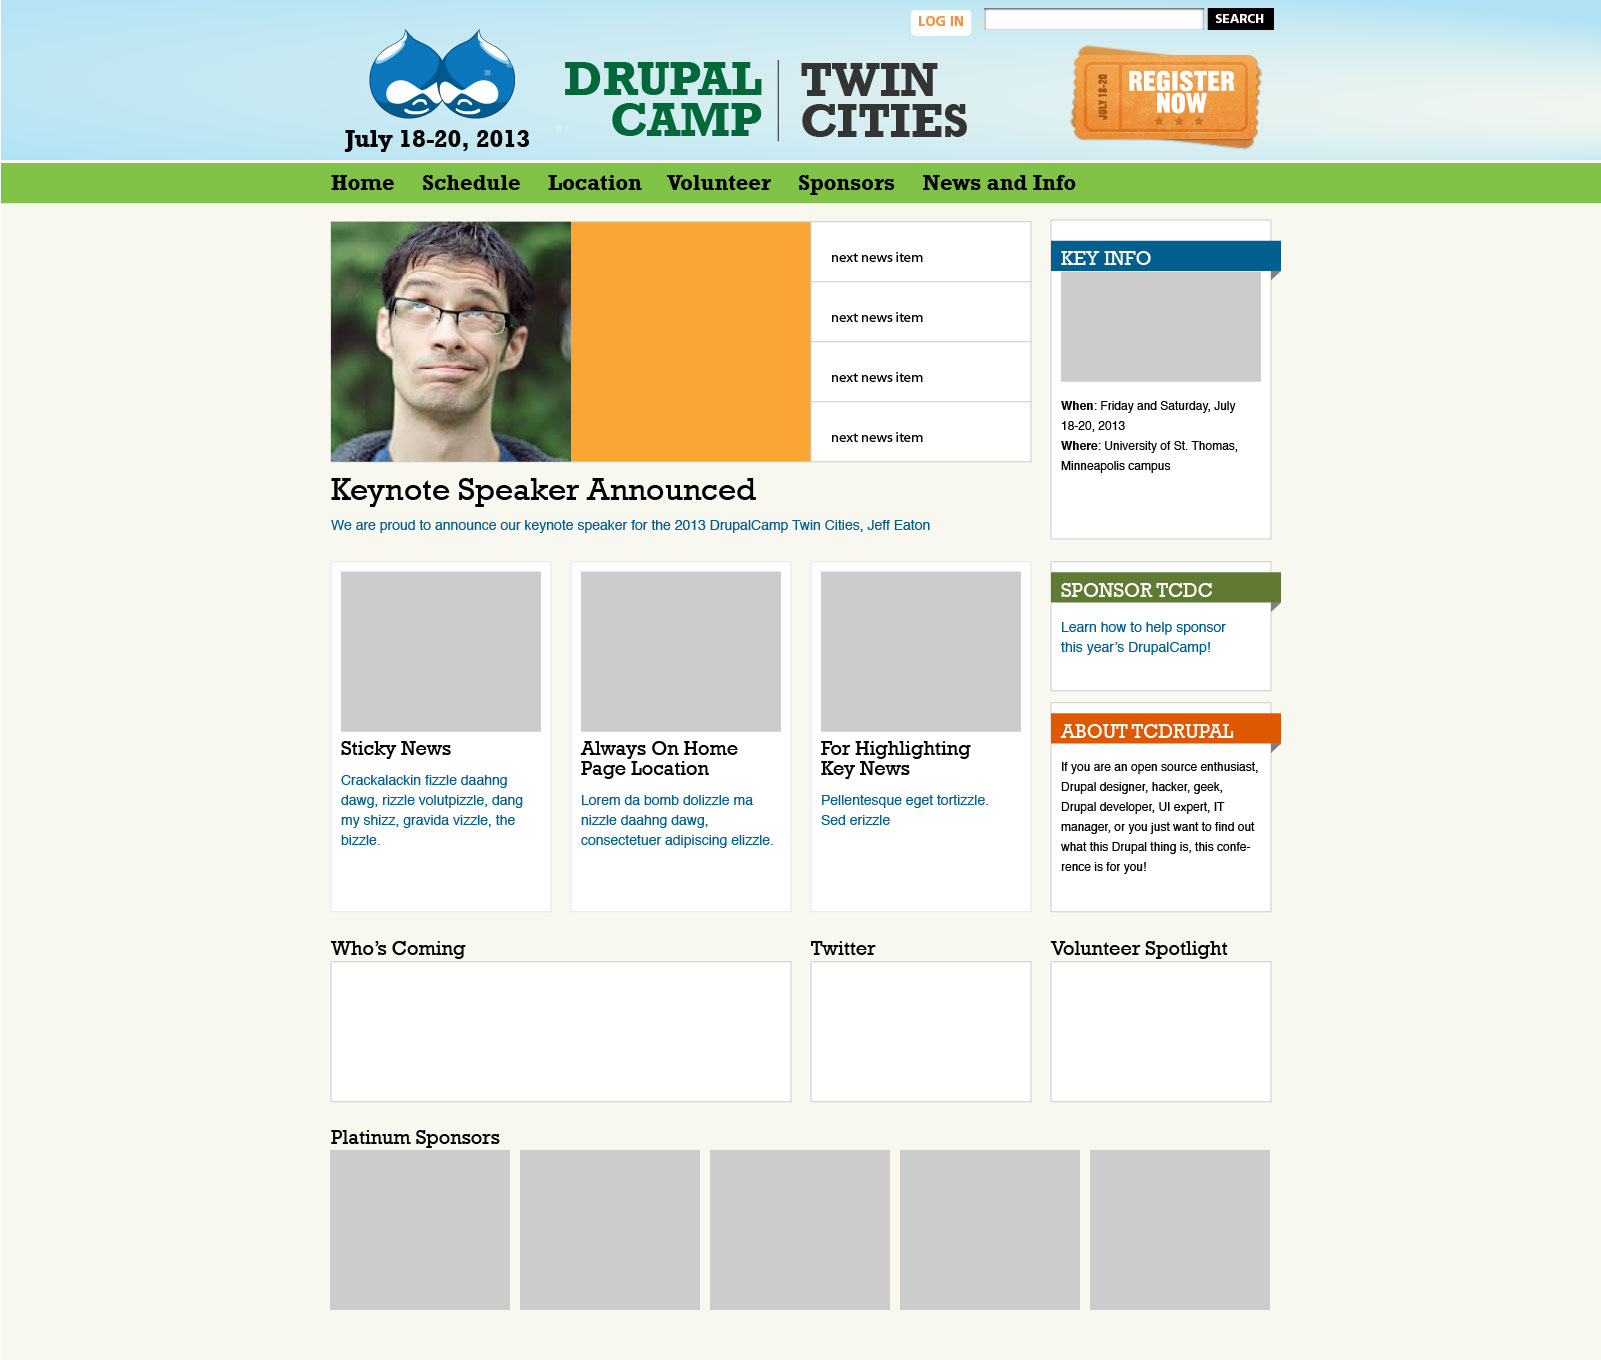 LOG IN
SEARCH
DRUPAL
CAMP
TWIN
CITIES
July 18-20, 2013
JULY 18-20
REGISTER
NOW
Home Schedule Location Volunteer Sponsors News and Info
next news item
next news item
next news item
next news item
Keynote Speaker Announced
We are proud to announce our keynote speaker for the 2013 DrupalCamp Twin Cities, Jeff Eaton
KEY INFO
When: Friday and Saturday, July
18-20, 2013
Where: University of St. Thomas,
Minneapolis campus
Sticky News
Crackalackin fizzle daahng
dawg, rizzle volutpizzle, dang
my shizz, gravida vizzle, the
bizzle.
Always On Home
Page Location
Lorem da bomb dolizzle ma
nizzle daahng dawg,
consectetuer adipiscing elizzle.
For Highlighting
Key News
Pellentesque eget tortizzle.
Sed erizzle
SPONSOR TCDC
Learn how to help sponsor
this year’s DrupalCamp!
ABOUT TCDRUPAL
If you are an open source enthusiast,
Drupal designer, hacker, geek,
Drupal developer, UI expert, IT
manager, or you just want to find out
what this Drupal thing is, this confe-
rence is for you!
Who’s Coming
Twitter
Volunteer Spotlight
Platinum Sponsors